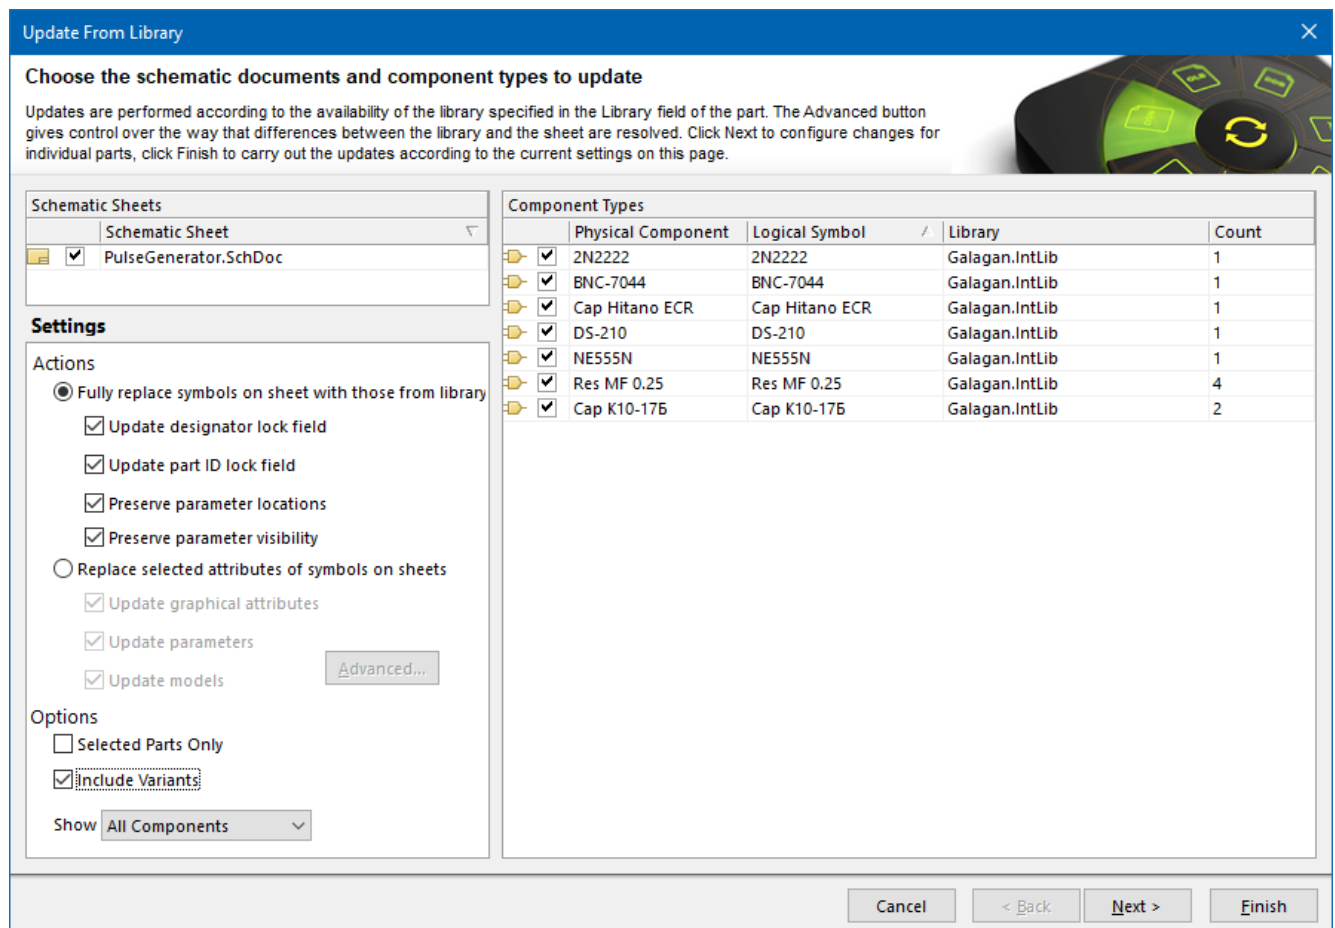 Update From Library
Choose the schematic documents and component types to update
Updates are performed according to the availability of the library specified in the Library field of the part. The Advanced button
gives control over the way that differences between the library and the sheet are resolved. Click Next to configure changes for
individual parts, click Finish to carry out the updates according to the current settings on this page.
Schematic Sheets
Schematic Sheet
PulseGenerator.SchDoc
Settings
Actions
Fully replace symbols on sheet with those from library
Update designator lock field
Update part ID lock field
Preserve parameter locations
Preserve parameter visibility
Replace selected attributes of symbols on sheets
Update graphical attributes
Update parameters
Update models
Advanced...
Options
Selected Parts Only
Include Variants
Show All Components
Component Types
Physical Component Logical Symbol Library Count
2N2222 2N2222 Galagan.IntLib 1
BNC-7044 BNC-7044 Galagan.IntLib 1
Cap Hitano ECR Cap Hitano ECR Galagan.IntLib 1
DS-210 DS-210 Galagan.IntLib 1
NE555N NE555N Galagan.IntLib 1
Res MF 0.25 Res MF 0.25 Galagan.IntLib 4
Cap К10-17Б Cap К10-17Б Galagan.IntLib 2
Cancel < Back Next > Finish